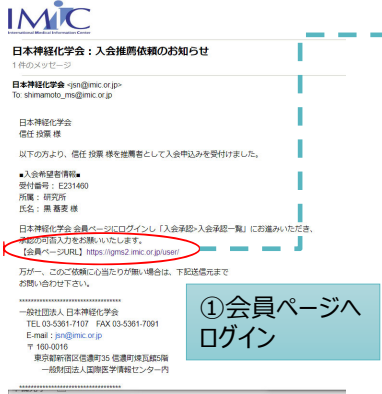 IMIC
International Medical Information Center
日本神経化学会：入会推薦依頼のお知らせ
1 件のメッセージ
日本神経化学会 <jsn@imic.or.jp>
To: shimamoto_ms@imic.or.jp
日本神経化学会
信任 投票 様
以下の方より、信任 投票 様を推薦者として入会申込みを受付けました。
■入会希望者情報■
受付番号： E231460
所属： 研究所
氏名： 黒 蕎麦 様
日本神経化学会 会員ページにログインし「入会承認>入会承認一覧」にお進みいただき、
承認の可否入力をお願いいたします。
【会員ページURL】https://igms2.imic.or.jp/user/
万が一、このご依頼に心当たりが無い場合は、下記送信元まで
お問い合わせ下さい。
**********************************
一般社団法人 日本神経化学会
TEL 03-5361-7107 FAX 03-5361-7091
E-mail：jsn@imic.or.jp
〒 160-0016
東京都新宿区信濃町35 信濃町煉瓦館5階
一般財団法人国際医学情報センター内
**********************************
①会員ページへ
ログイン